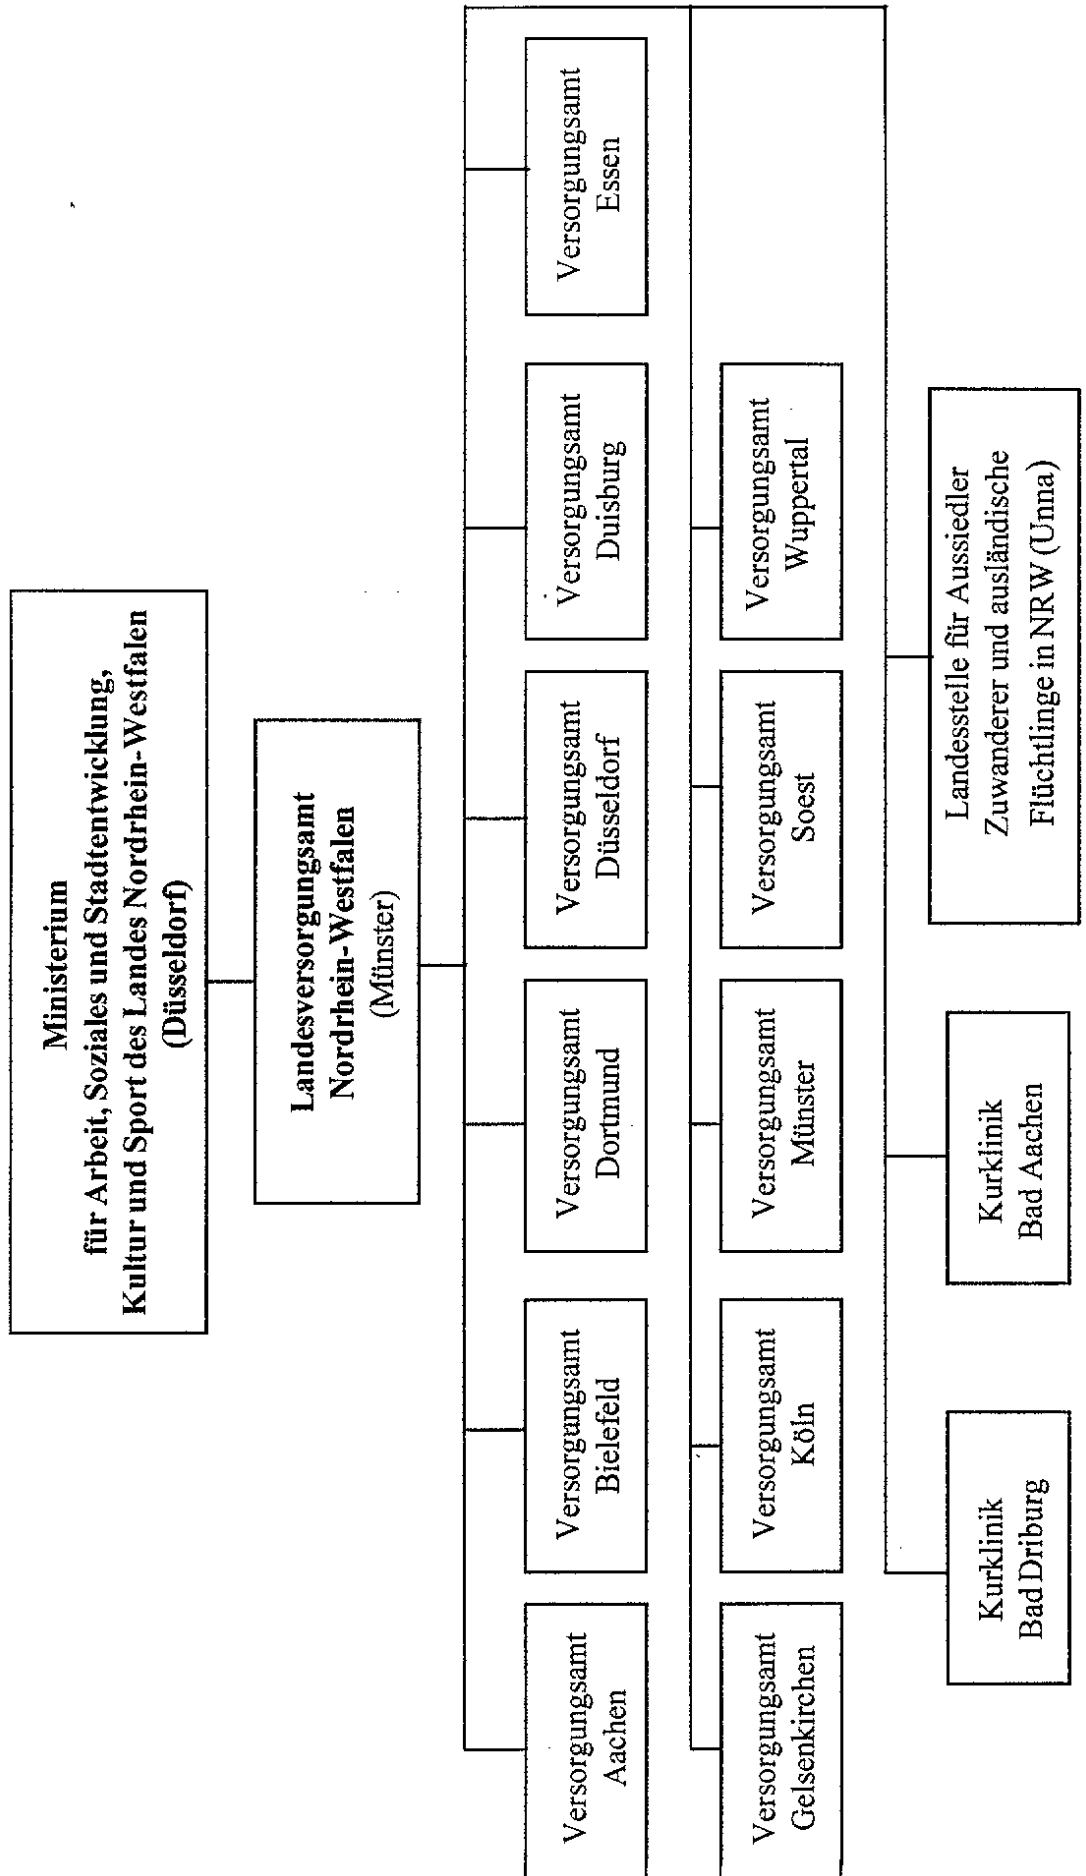 Ministerium
für Arbeit, Soziales und Stadtentwicklung,
Kultur und Sport des Landes Nordrhein-Westfalen
(Düsseldorf)
Landesversorgungsamt
Nordrhein-Westfalen
(Münster)
Versorgungsamt
Aachen
Versorgungsamt
Bielefeld
Versorgungsamt
Dortmund
Versorgungsamt
Düsseldorf
Versorgungsamt
Duisburg
Versorgungsamt
Essen
Versorgungsamt
Gelsenkirchen
Versorgungsamt
Köln
Versorgungsamt
Münster
Versorgungsamt
Soest
Versorgungsamt
Wuppertal
Kurklinik
Bad Driburg
Kurklinik
Bad Aachen
Landesstelle für Aussiedler
Zuwanderer und ausländische
Flüchtlinge in NRW (Unna)